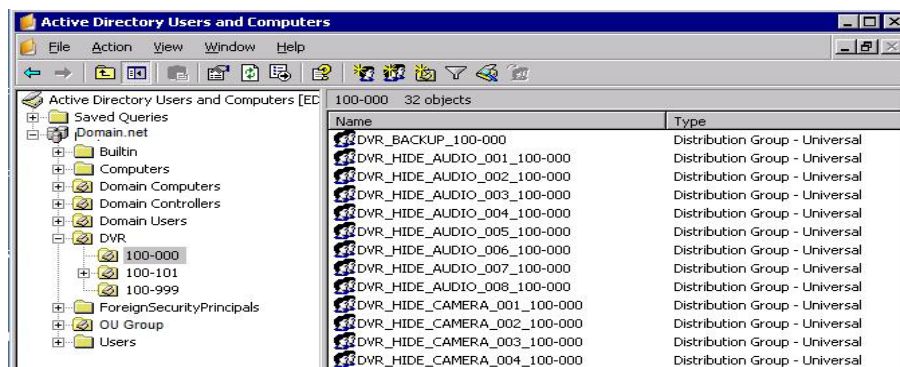 Active Directory Users and Computers
File Action View Window Help
Active Directory Users and Computers [ED
Saved Queries
Domain.net
Builtin
Computers
Domain Computers
Domain Controllers
Domain Users
DVR
100-000
100-101
100-999
ForeignSecurityPrincipals
OU Group
Users
100-000 32 objects
Name Type
DVR_BACKUP_100-000 Distribution Group - Universal
DVR_HIDE_AUDIO_001_100-000 Distribution Group - Universal
DVR_HIDE_AUDIO_002_100-000 Distribution Group - Universal
DVR_HIDE_AUDIO_003_100-000 Distribution Group - Universal
DVR_HIDE_AUDIO_004_100-000 Distribution Group - Universal
DVR_HIDE_AUDIO_005_100-000 Distribution Group - Universal
DVR_HIDE_AUDIO_006_100-000 Distribution Group - Universal
DVR_HIDE_AUDIO_007_100-000 Distribution Group - Universal
DVR_HIDE_AUDIO_008_100-000 Distribution Group - Universal
DVR_HIDE_CAMERA_001_100-000 Distribution Group - Universal
DVR_HIDE_CAMERA_002_100-000 Distribution Group - Universal
DVR_HIDE_CAMERA_003_100-000 Distribution Group - Universal
DVR_HIDE_CAMERA_004_100-000 Distribution Group - Universal